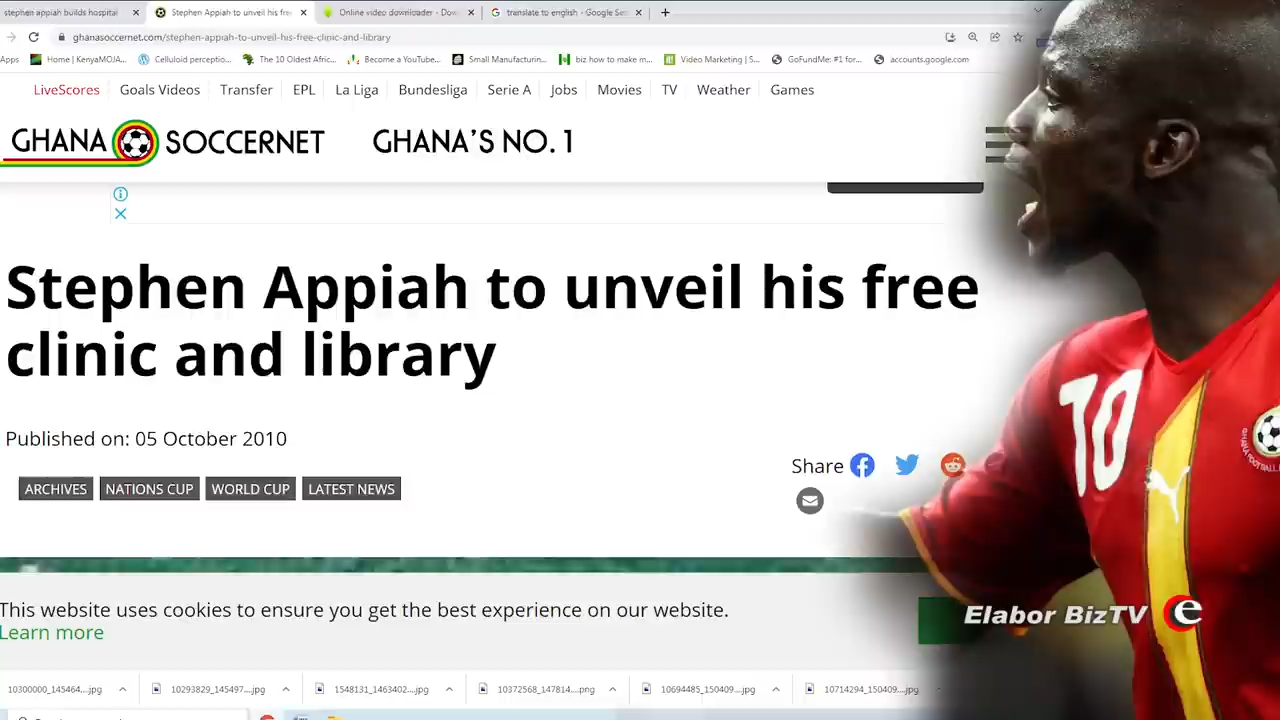 stephen appiah builds hospital
Stephen Appiah to unveil his fre
Online video downloader - Dow
translate to english - Google Se
ghanasoccernet.com/stephen-appiah-to-unveil-his-free-clinic-and-library
Apps Home | KenyaMOJA... Celluloid perceptio... The 10 Oldest Afric... Become a YouTube... Small Manufacturin... biz how to make m... Video Marketing | S... GoFundMe: #1 for... accounts.google.com
LiveScores Goals Videos Transfer EPL La Liga Bundesliga Serie A Jobs Movies TV Weather Games
GHANA SOCCERNET GHANA'S NO. 1
Stephen Appiah to unveil his free
clinic and library
Published on: 05 October 2010
Share
ARCHIVES NATIONS CUP WORLD CUP LATEST NEWS
10
This website uses cookies to ensure you get the best experience on our website.
Learn more
Elabor BizTV e
10300000_145464....jpg 10293829_145497....jpg 1548131_1463402....jpg 10372568_147814....png 10694485_150409....jpg 10714294_150409....jpg